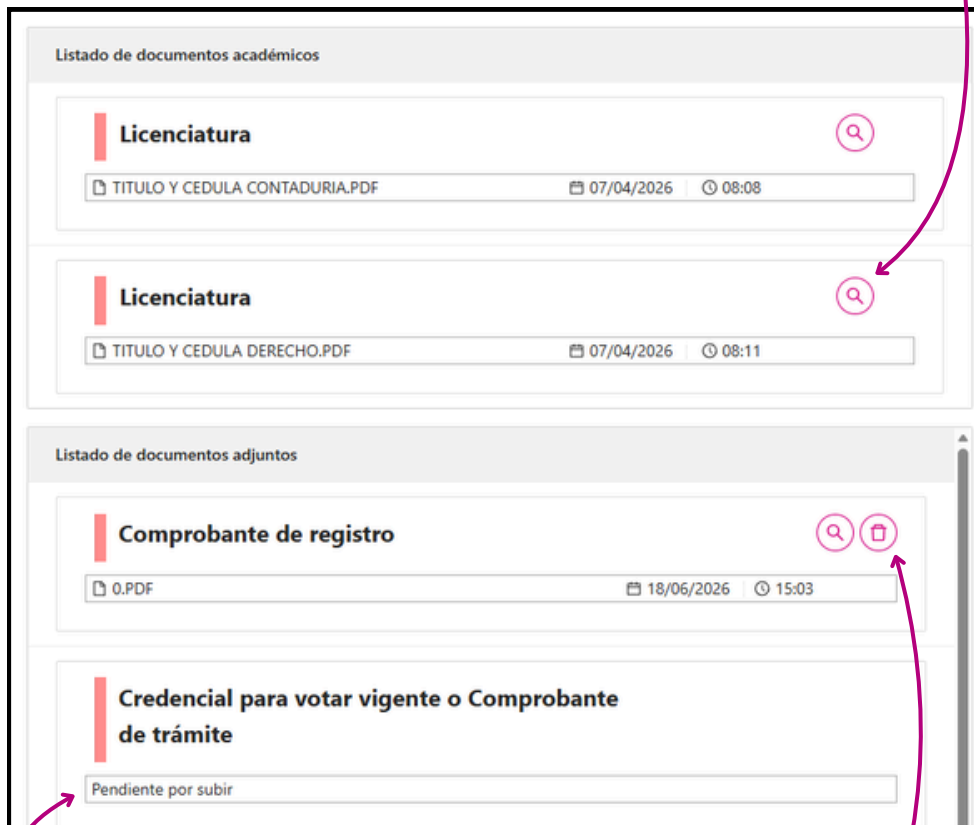 Listado de documentos académicos
Licenciatura
TITULO Y CEDULA CONTADURIA.PDF 07/04/2026 08:08
Licenciatura
TITULO Y CEDULA DERECHO.PDF 07/04/2026 08:11
Listado de documentos adjuntos
Comprobante de registro
0.PDF 18/06/2026 15:03
Credencial para votar vigente o Comprobante
de trámite
Pendiente por subir